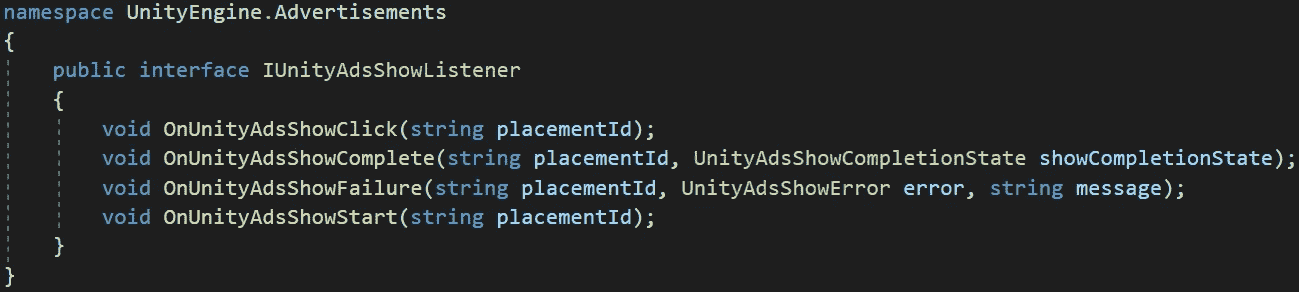 namespace UnityEngine.Advertisements
{
    public interface IUnityAdsShowListener
    {
        void OnUnityAdsShowClick(string placementId);
        void OnUnityAdsShowComplete(string placementId, UnityAdsShowCompletionState showCompletionState);
        void OnUnityAdsShowFailure(string placementId, UnityAdsShowError error, string message);
        void OnUnityAdsShowStart(string placementId);
    }
}